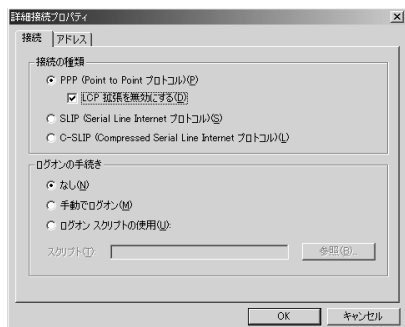 詳細接続プロパティ
接続
アドレス
接続の種類
PPP (Point to Point プロトコル)(P)
LCP 拡張を無効にする(D)
SLIP (Serial Line Internet プロトコル)(S)
C-SLIP (Compressed Serial Line Internet プロトコル)(L)
ログオンの手続き
なし(N)
手動でログオン(M)
ログオン スクリプトの使用(U):
スクリプト(T):
参照(B)...
OK
キャンセル